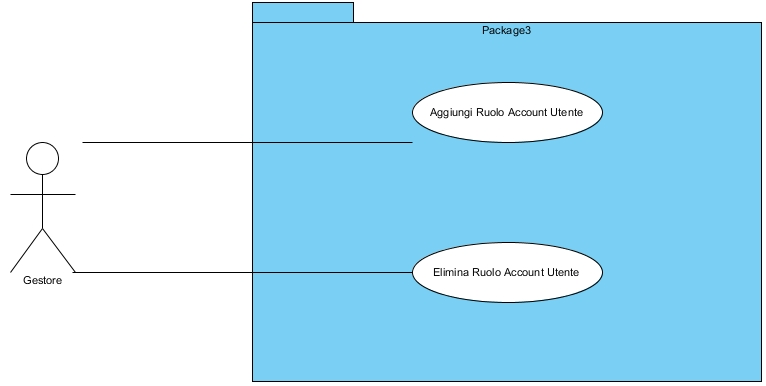 Package3
Aggiungi Ruolo Account Utente
Elimina Ruolo Account Utente
Gestore